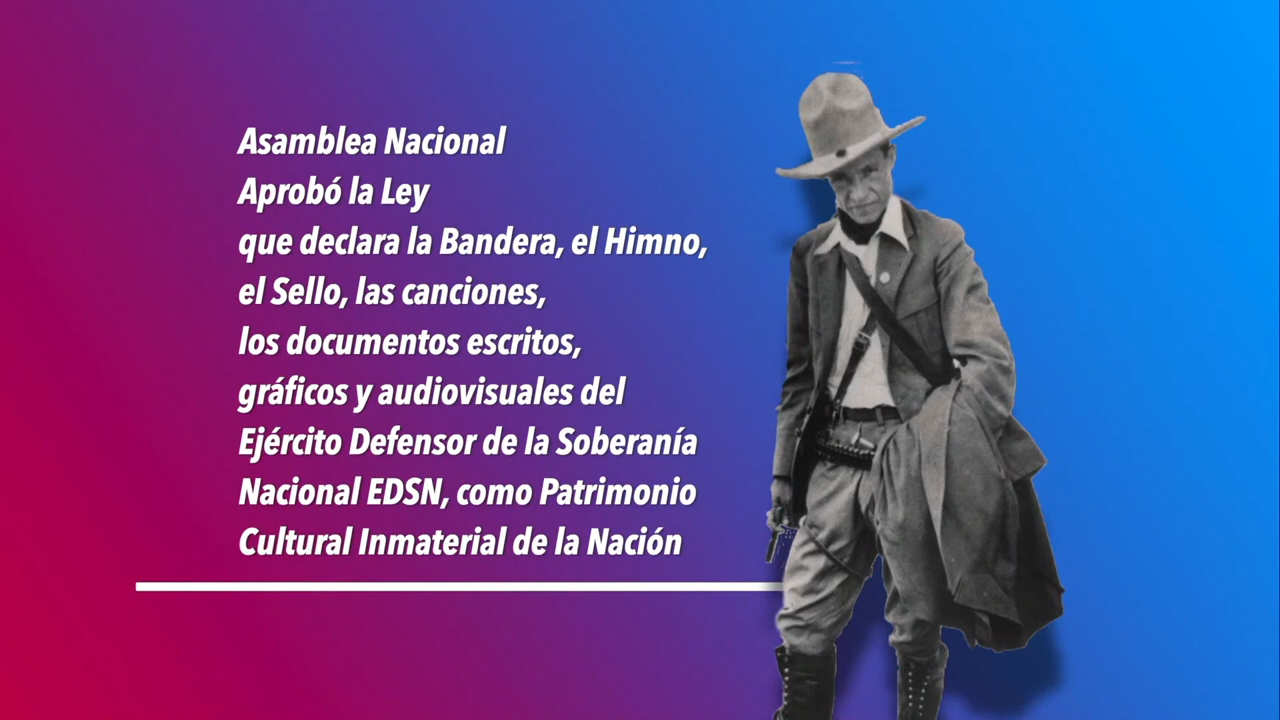 Asamblea Nacional
Aprobó la Ley
que declara la Bandera, el Himno,
el Sello, las canciones,
los documentos escritos,
gráficos y audiovisuales del
Ejército Defensor de la Soberanía
Nacional EDSN, como Patrimonio
Cultural Inmaterial de la Nación